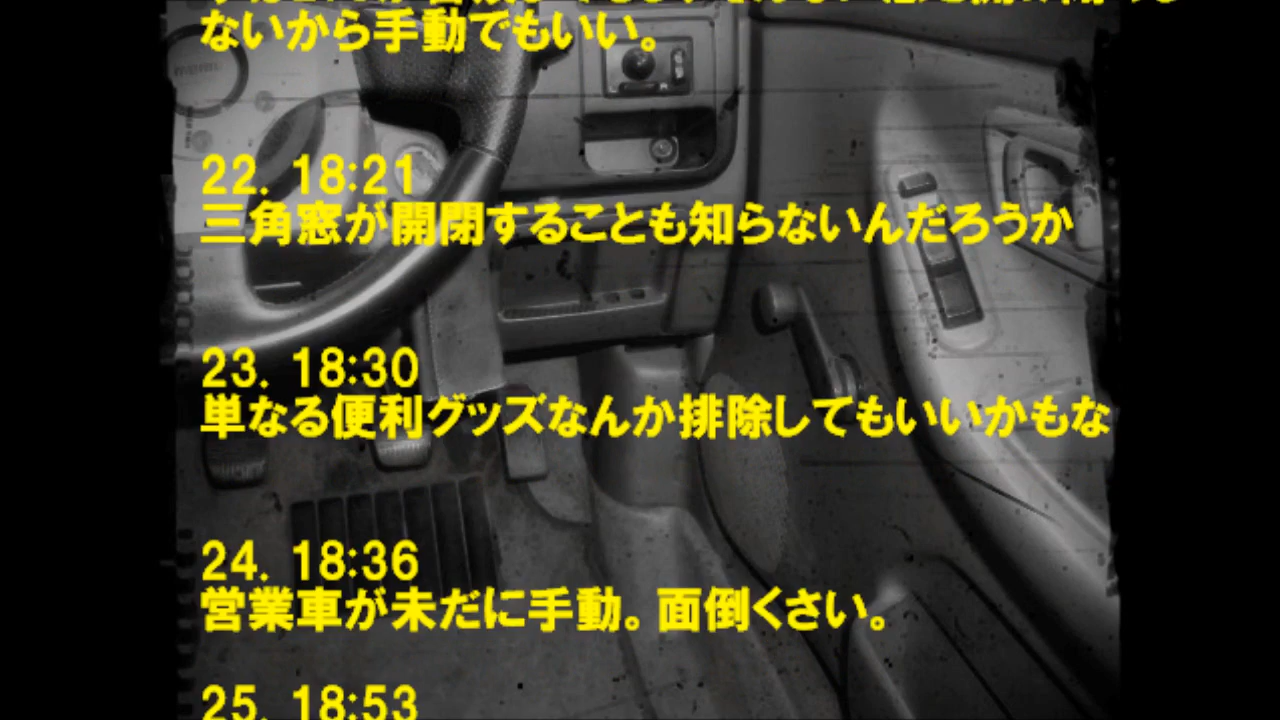 ないから手動でもいい。
22. 18:21
三角窓が開閉することも知らないんだろうか
23. 18:30
単なる便利グッズなんか排除してもいいかもな
24. 18:36
営業車が未だに手動。面倒くさい。
25. 18:53